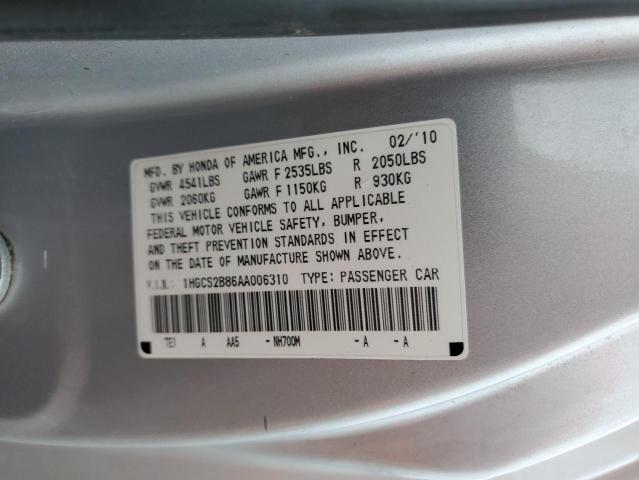 MFD. BY HONDA OF AMERICA MFG., INC. 02/'10
GVWR 4541LBS GAWR F 2535LBS R 2050LBS
GVWR 2060KG GAWR F 1150KG R 930KG
THIS VEHICLE CONFORMS TO ALL APPLICABLE
FEDERAL MOTOR VEHICLE SAFETY, BUMPER,
AND THEFT PREVENTION STANDARDS IN EFFECT
ON THE DATE OF MANUFACTURE SHOWN ABOVE.
V.I.N.: 1HGCS2B86AA006310 TYPE: PASSENGER CAR
TE1 A AA5 -NH700M -A -A